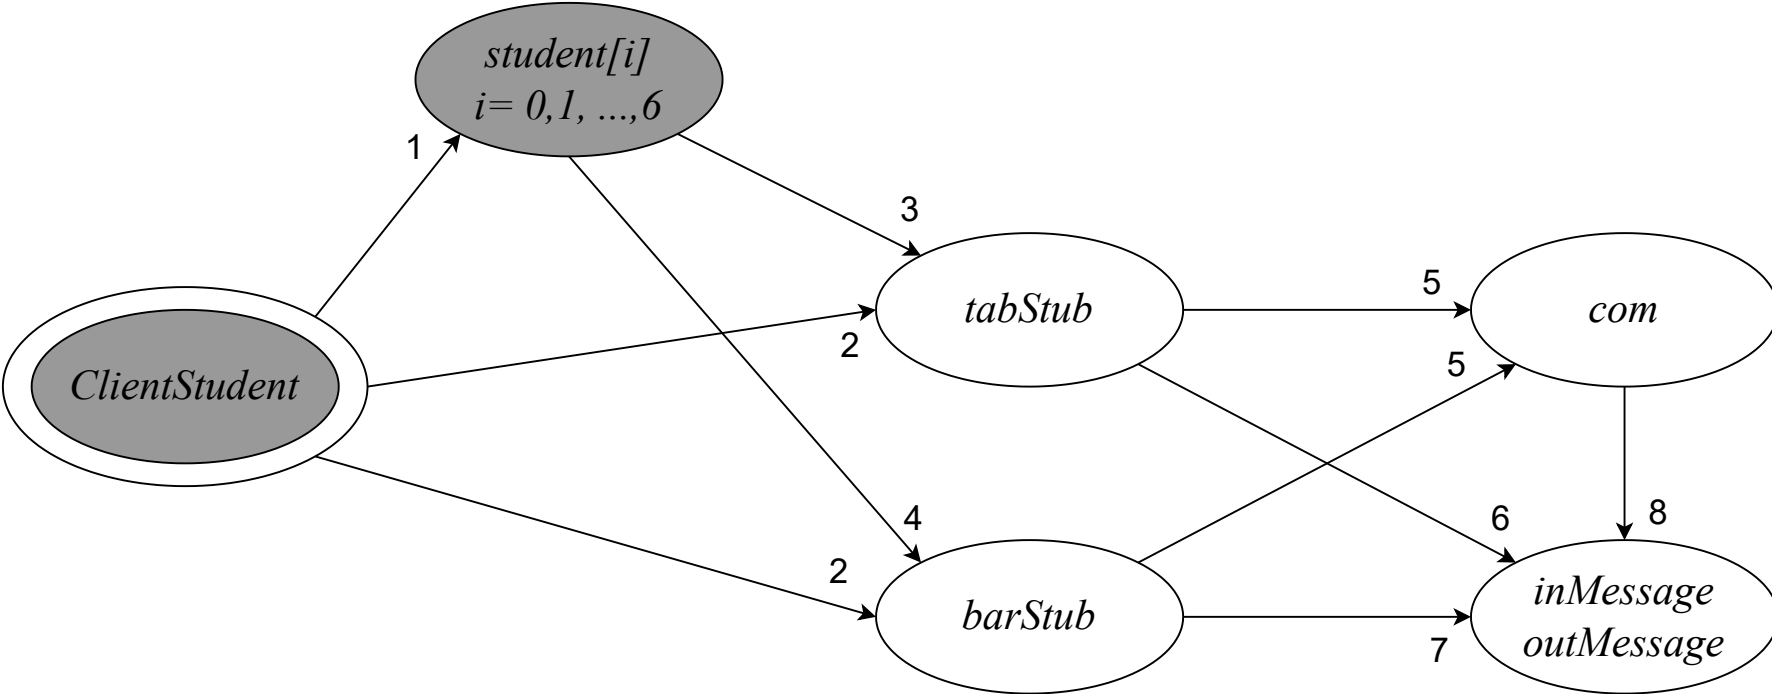 student[i]
i= 0,1, ...,6
1
3
tabStub
5
com
2
5
ClientStudent
4
6
8
2
barStub
7
inMessage
outMessage